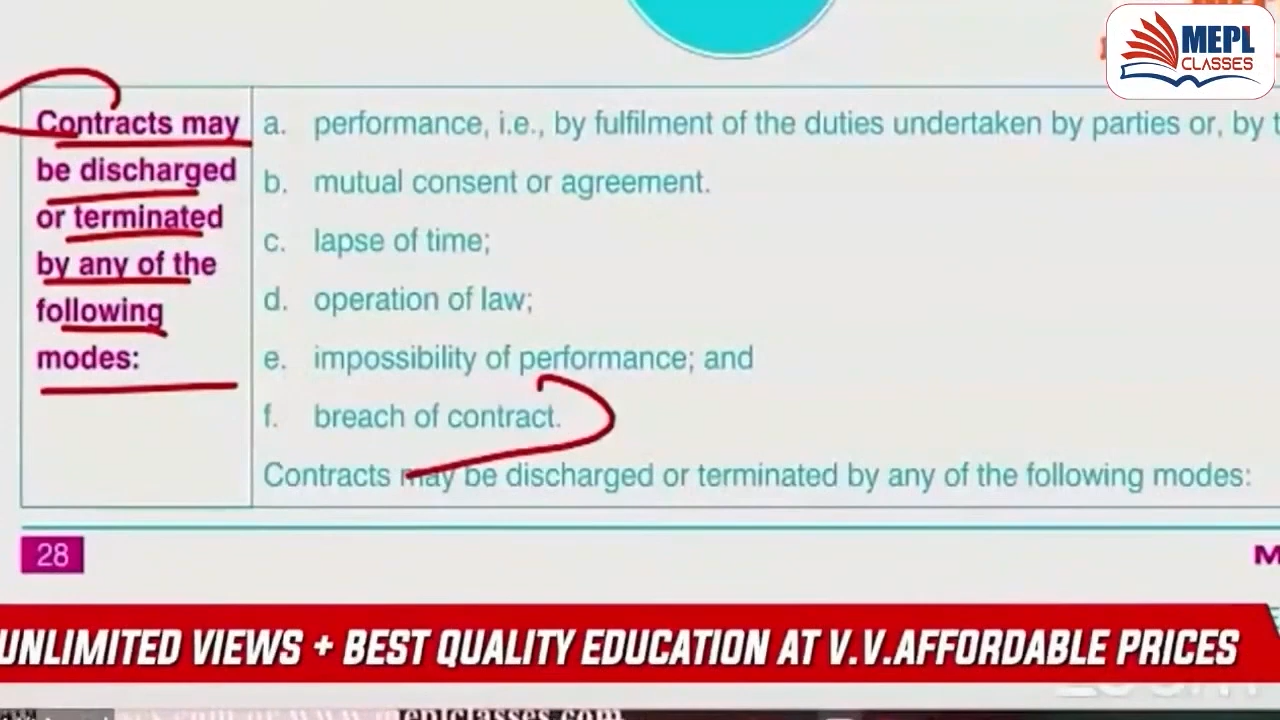 MEPL
CLASSES
Contracts may
be discharged
or terminated
by any of the
following
modes:
a. performance, i.e., by fulfilment of the duties undertaken by parties or, by
b. mutual consent or agreement.
c. lapse of time;
d. operation of law;
e. impossibility of performance; and
f. breach of contract.
Contracts may be discharged or terminated by any of the following modes:
28
UNLIMITED VIEWS + BEST QUALITY EDUCATION AT V.V.AFFORDABLE PRICES